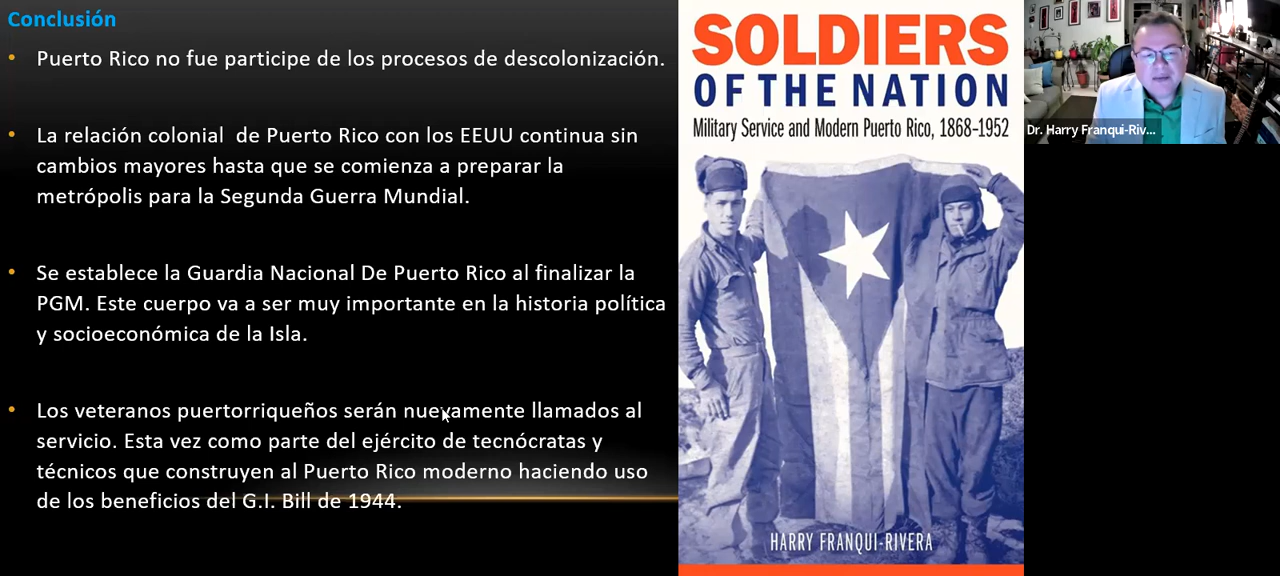 Conclusión
• Puerto Rico no fue participe de los procesos de descolonización.
• La relación colonial de Puerto Rico con los EEUU continua sin
cambios mayores hasta que se comienza a preparar la
metrópolis para la Segunda Guerra Mundial.
• Se establece la Guardia Nacional De Puerto Rico al finalizar la
PGM. Este cuerpo va a ser muy importante en la historia política
y socioeconómica de la Isla.
• Los veteranos puertorriqueños serán nuevamente llamados al
servicio. Esta vez como parte del ejército de tecnócratas y
técnicos que construyen al Puerto Rico moderno haciendo uso
de los beneficios del G.I. Bill de 1944.
SOLDIERS
OF THE NATION
Military Service and Modern Puerto Rico, 1868–1952
HARRY FRANQUI-RIVERA
Dr. Harry Franqui-Riv...